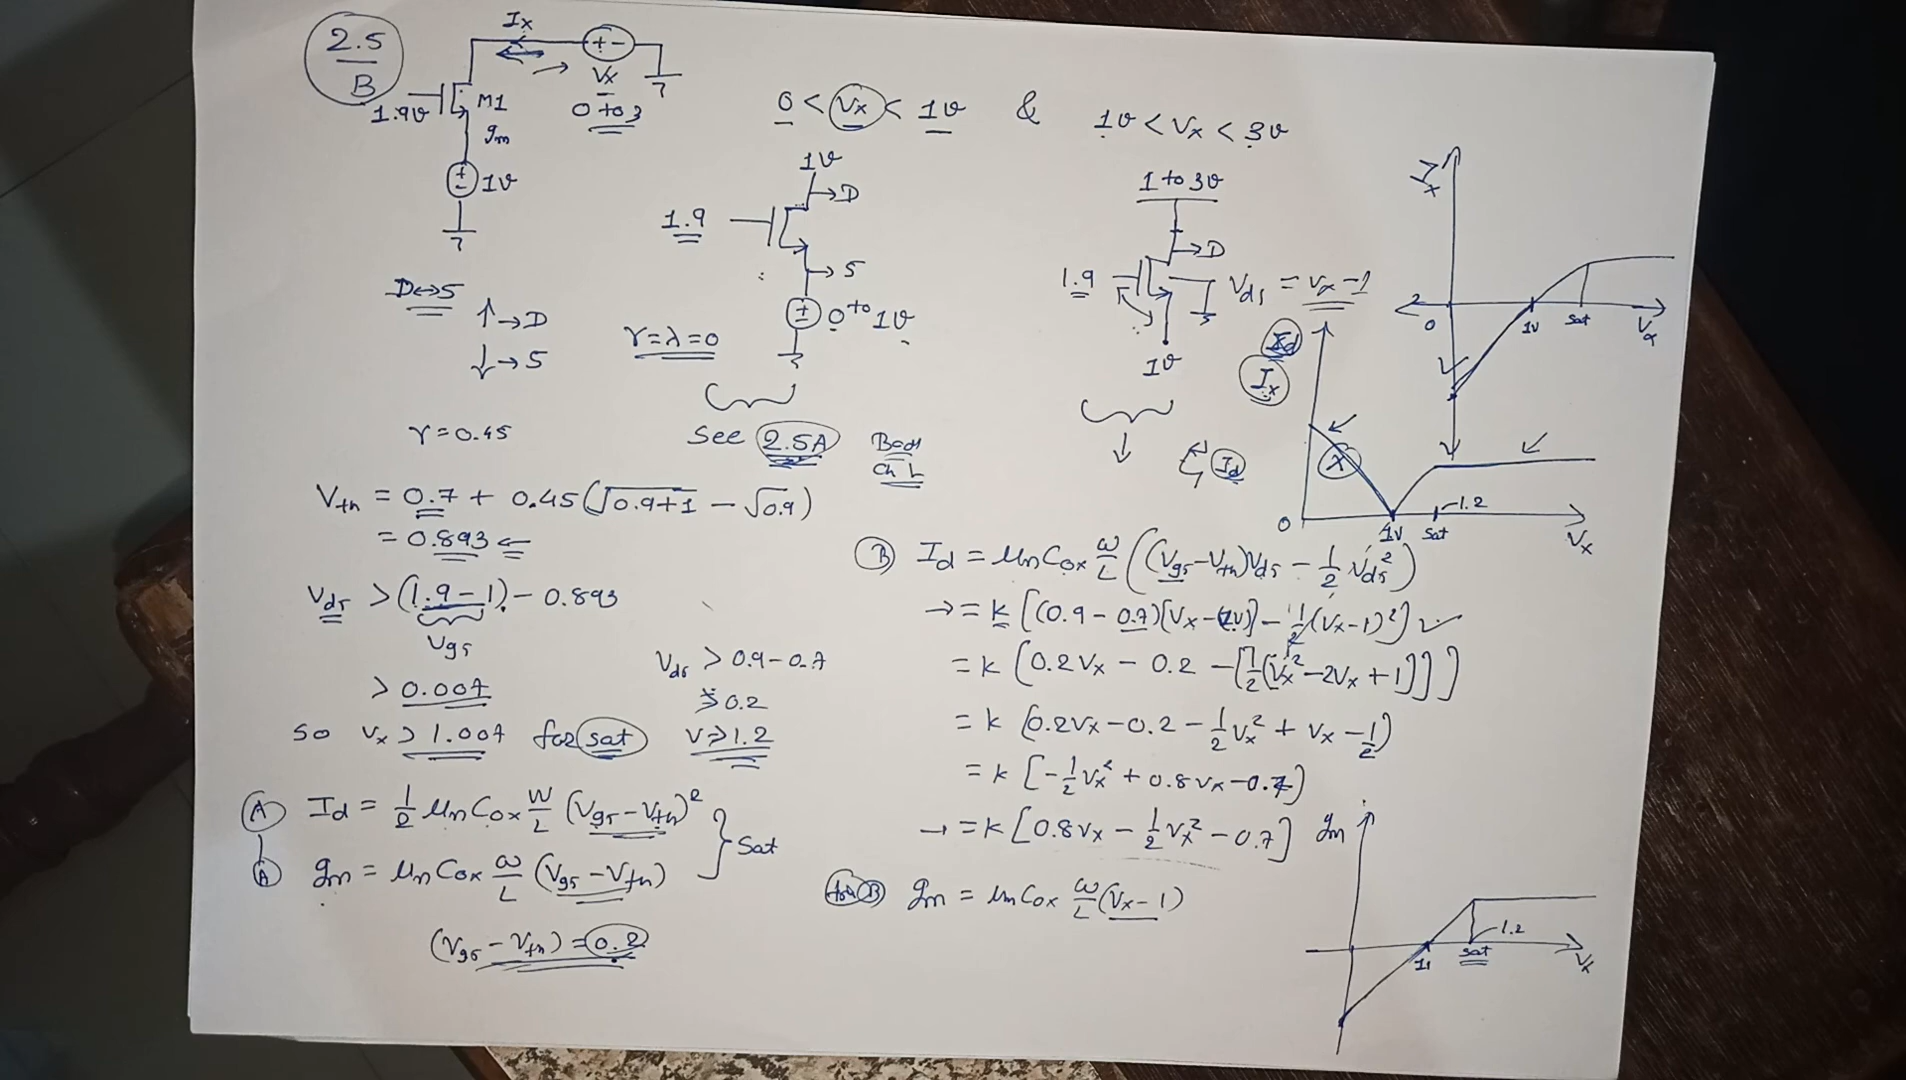 2.5
B
Ix
+ -
Vx
0 to 3
1.9v
M1
gm
1v
0 < Vx < 1v & 1v < Vx < 3v
1v
D
1.9
S
0 to 1v
1 to 3v
D
1.9
Vds = Vx - 1
1v
D↔S
↑→D
↓→S
γ=λ=0
Ix
0
1v
sat
Vx
Id
Ix
γ = 0.45
See 2.5A
Id
X
0
1v
sat
1.2
Vx
Vth = 0.7 + 0.45(√0.9+1 - √0.9)
= 0.893
Vds > (1.9-1) - 0.893
Vgs
> 0.007
So Vx > 1.007 for sat
Vds > 0.9-0.7
> 0.2
V > 1.2
(A) Id = 1/2 μnCox W/L (Vgs-Vth)²
(A) gm = μnCox W/L (Vgs-Vth)
} Sat
(Vgs-Vth) = 0.2
(B) Id = μnCox W/L ((Vgs-Vth)Vds - 1/2 Vds²)
→ = k [(0.9 - 0.7)[Vx-1v] - 1/2(Vx-1)²]
= k [0.2Vx - 0.2 - [1/2(Vx²-2Vx+1)]]
= k [0.2Vx - 0.2 - 1/2Vx² + Vx - 1/2]
= k [-1/2Vx² + 0.8Vx - 0.7]
→ = k [0.8Vx - 1/2Vx² - 0.7]
(B) gm = μnCox W/L (Vx-1)
gm
1.2
sat
Vx